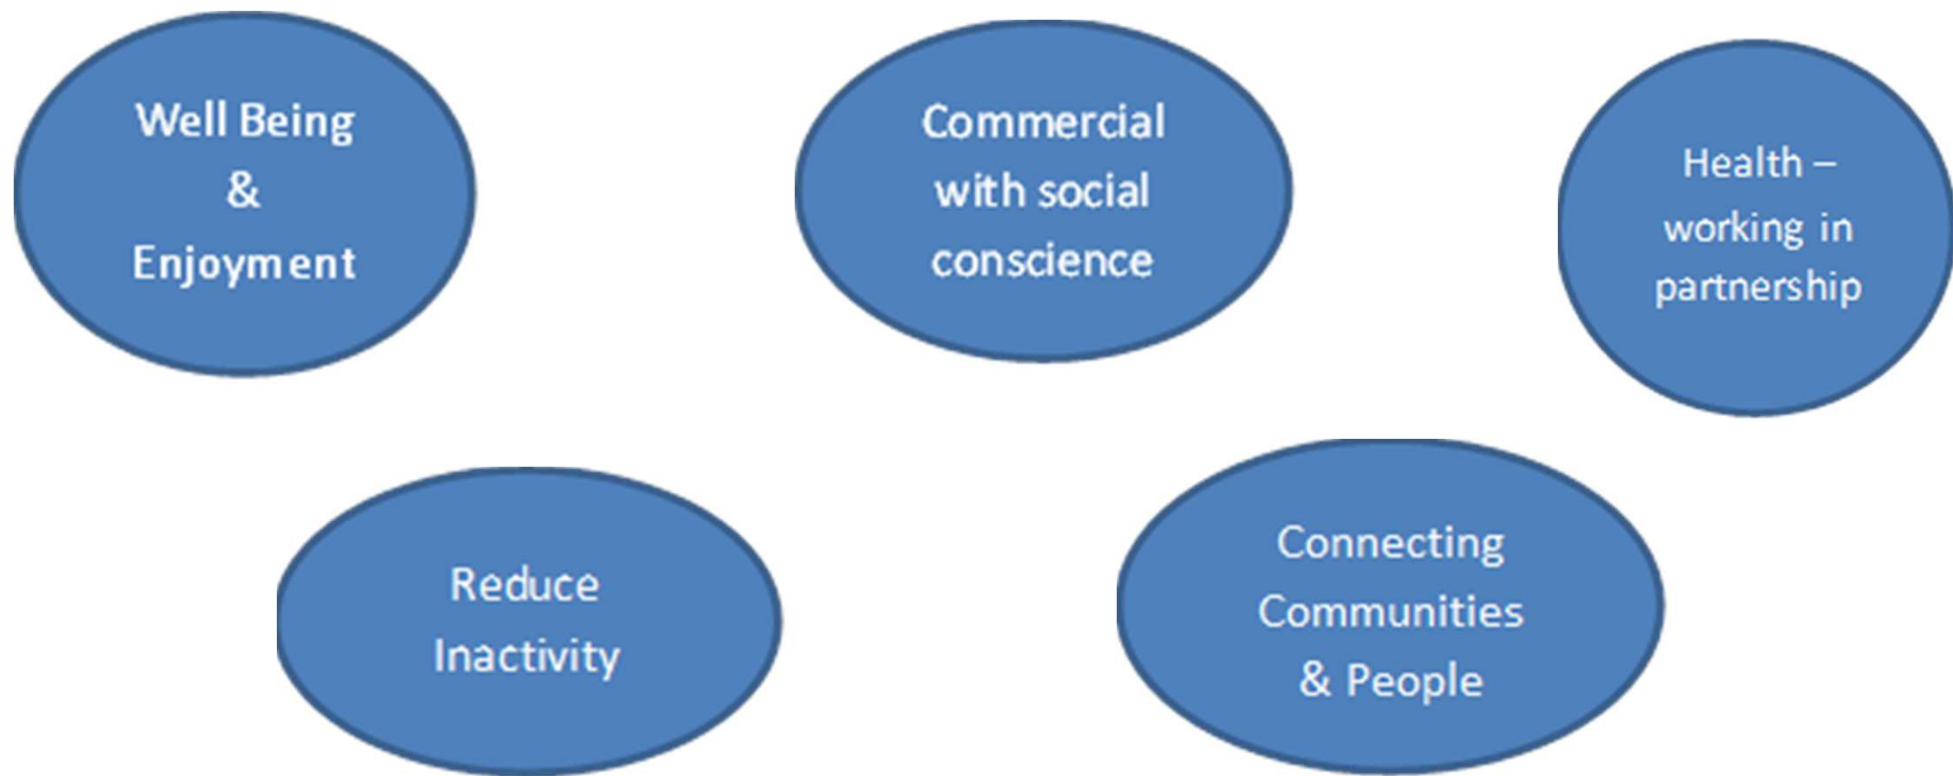 Well Being
&
Enjoyment
Commercial
with social
conscience
Health –
working in
partnership
Reduce
Inactivity
Connecting
Communities
& People